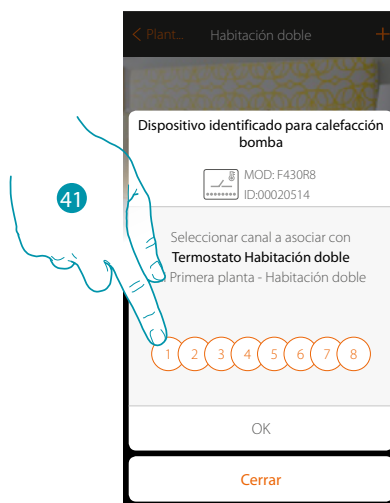 Plant...
Habitación doble
+
Dispositivo identificado para calefacción
bomba
MOD: F430R8
ID:00020514
41
Seleccionar canal a asociar con
Termostato Habitación doble
Primera planta - Habitación doble
1 2 3 4 5 6 7 8
OK
Cerrar